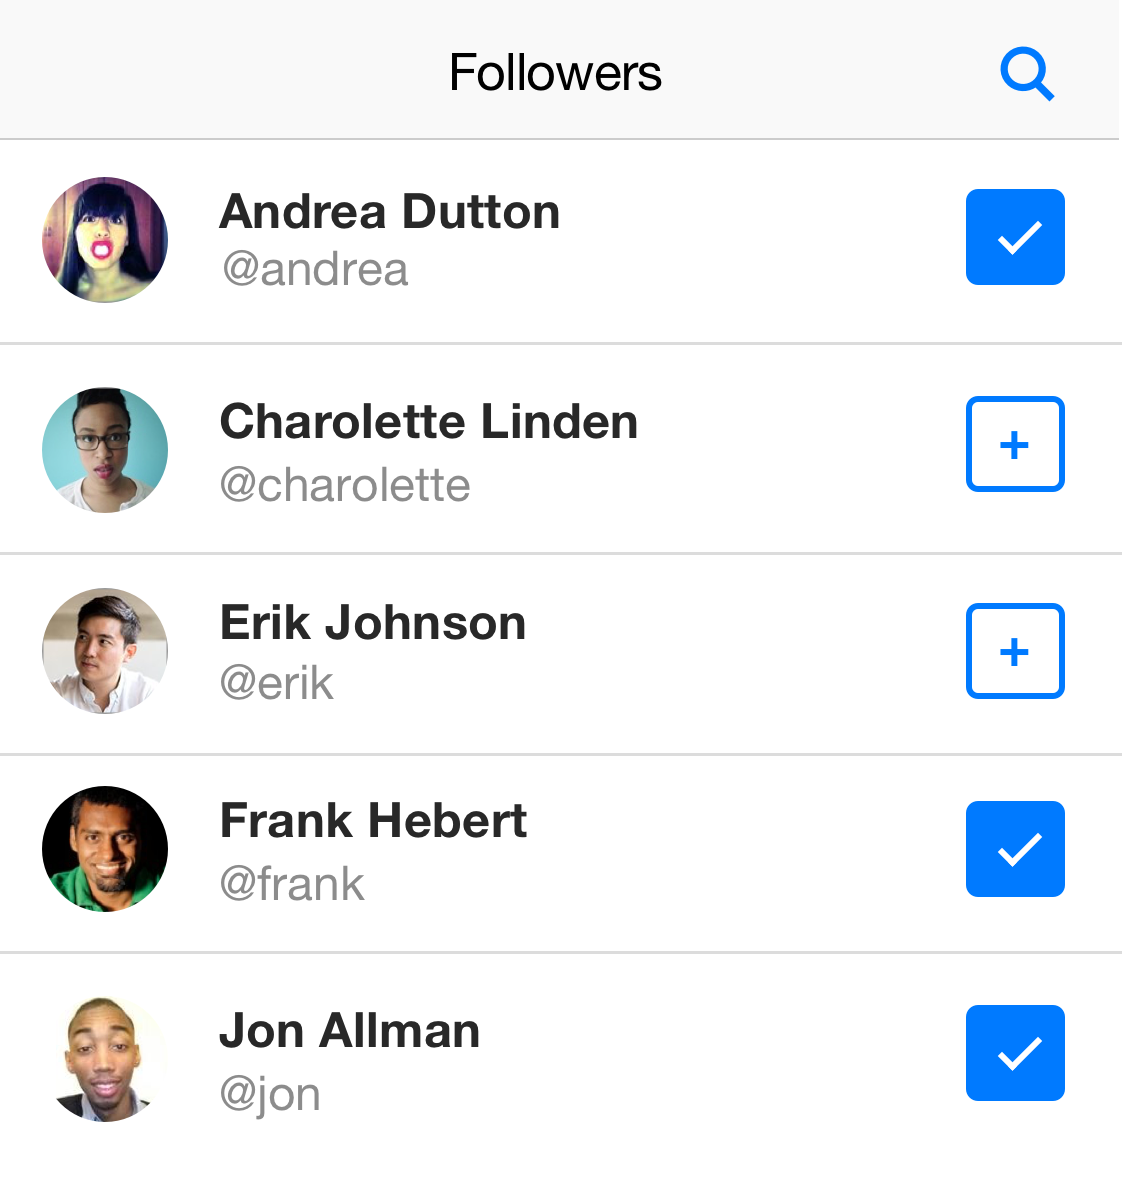 Followers
Andrea Dutton
@andrea
Charolette Linden
@charolette
Erik Johnson
@erik
Frank Hebert
@frank
Jon Allman
@jon